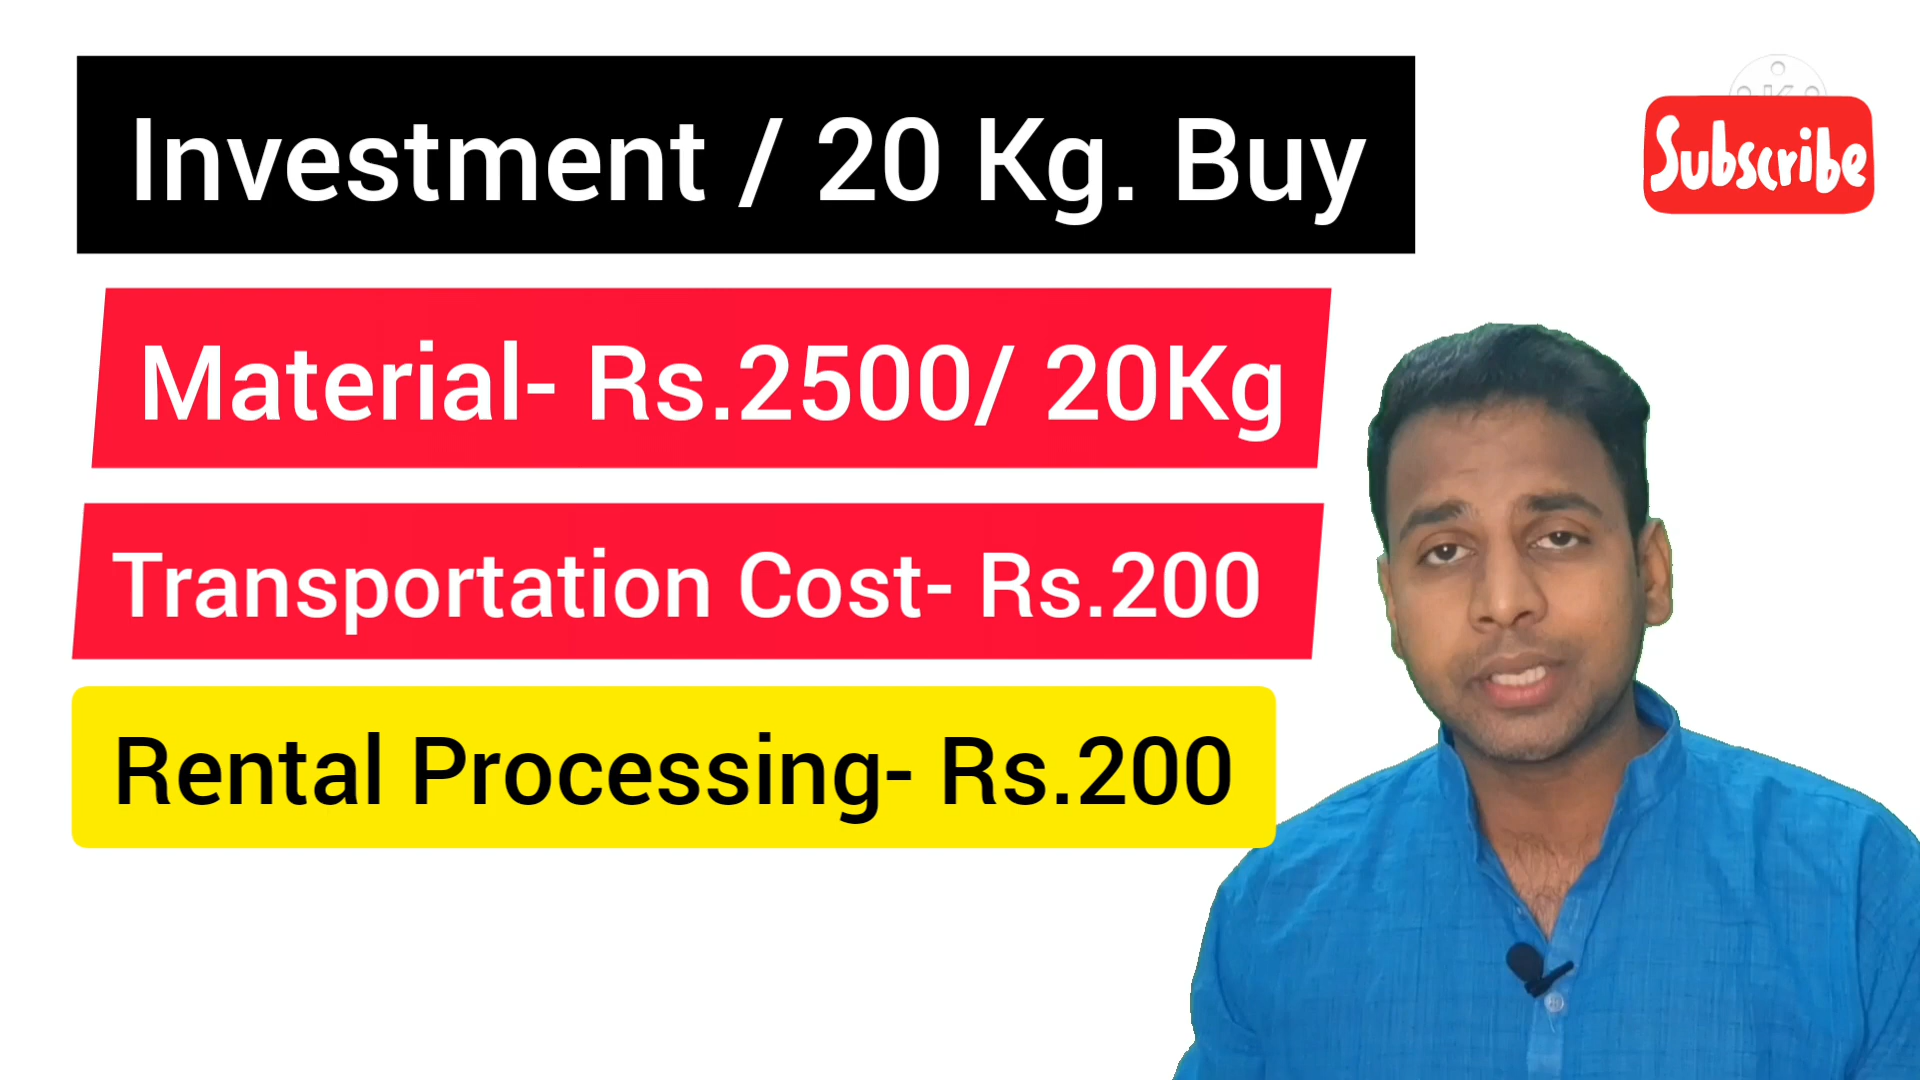 Investment / 20 Kg. Buy
Subscribe
Material- Rs.2500/ 20Kg
Transportation Cost- Rs.200
Rental Processing- Rs.200